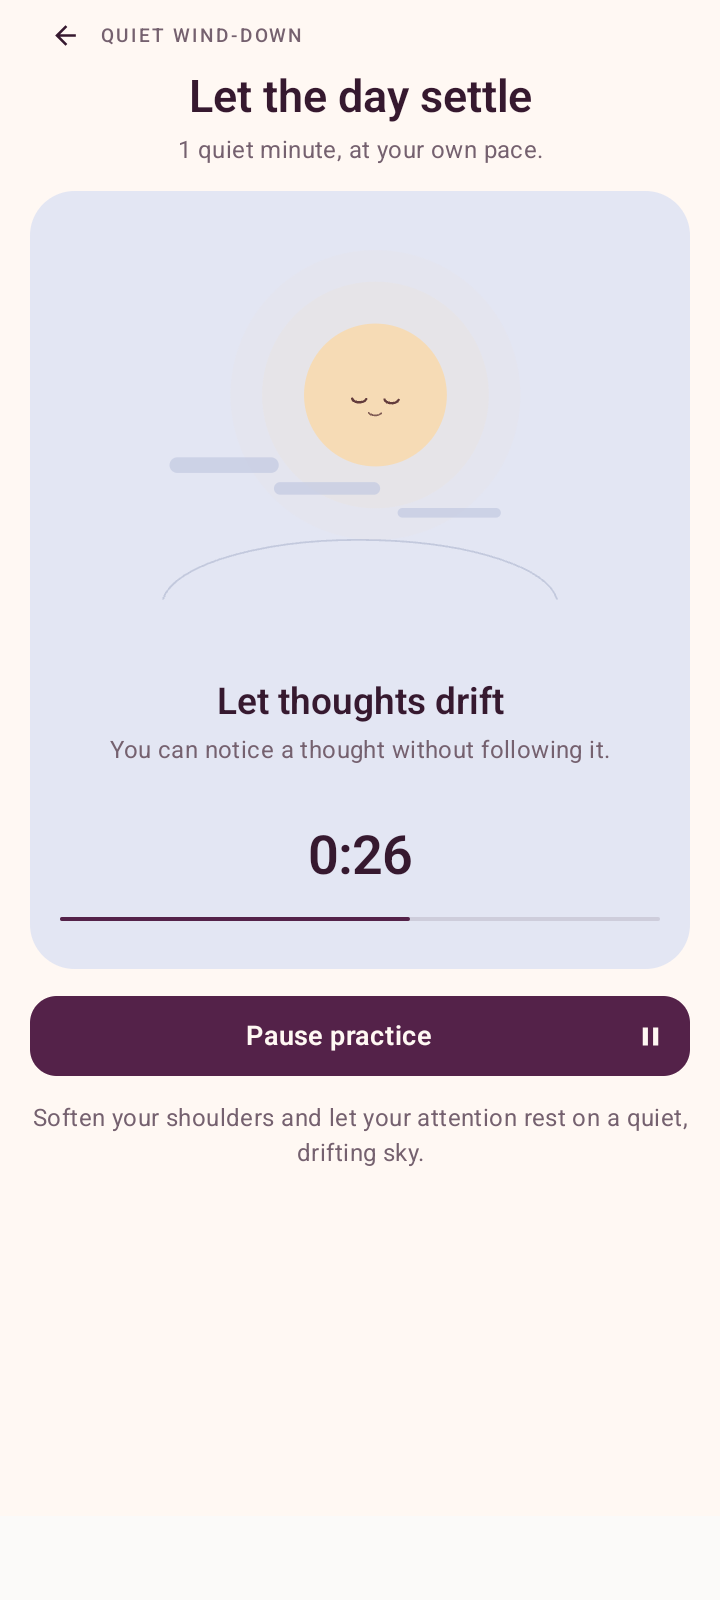 QUIET WIND-DOWN
Let the day settle
1 quiet minute, at your own pace.
Let thoughts drift
You can notice a thought without following it.
0:26
Pause practice
Soften your shoulders and let your attention rest on a quiet,
drifting sky.